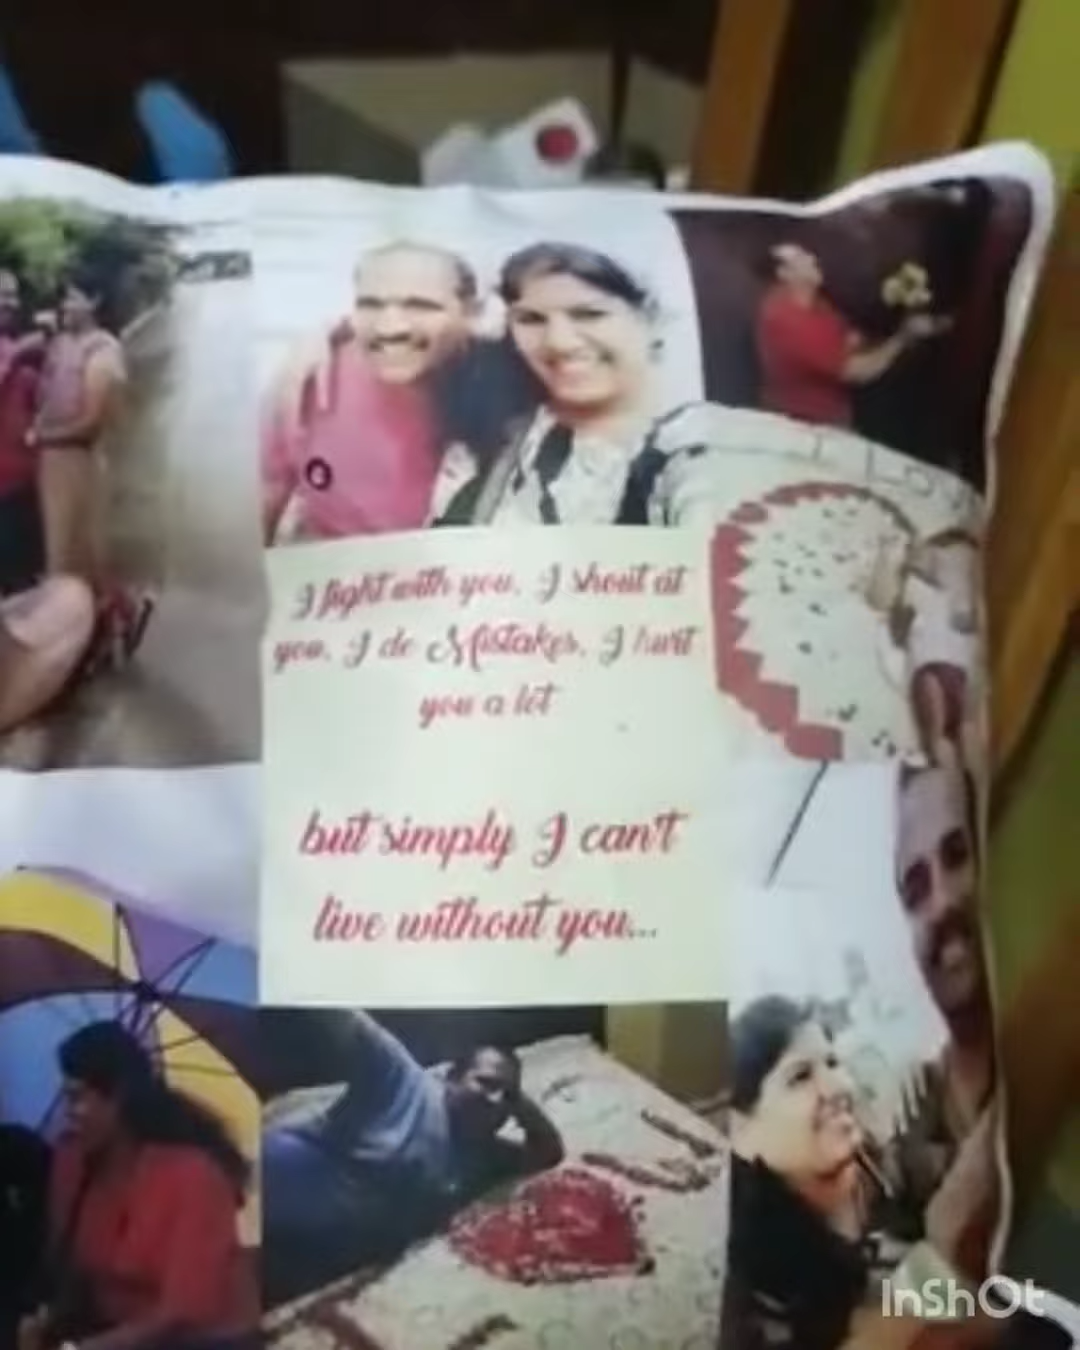 I fight with you, I shout at
you, I do Mistakes, I hurt
you a lot
but simply I can't
live without you...
InShOt